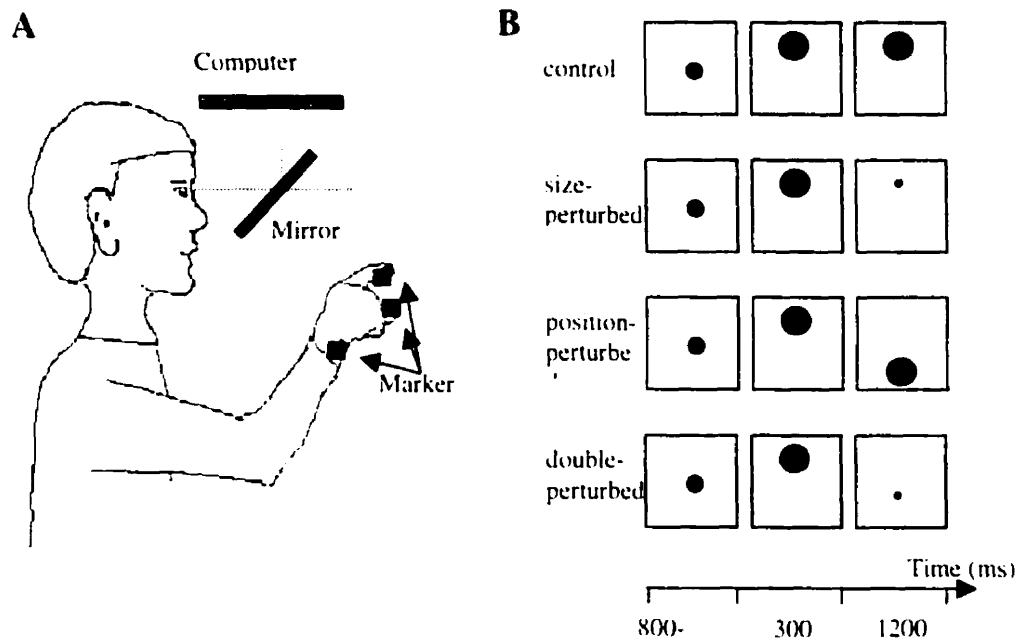 A
Computer
Mirror
Marker
B
control
size-
perturbed
position-
perturbe
double-
perturbed
Time (ms)
800-
300
1200